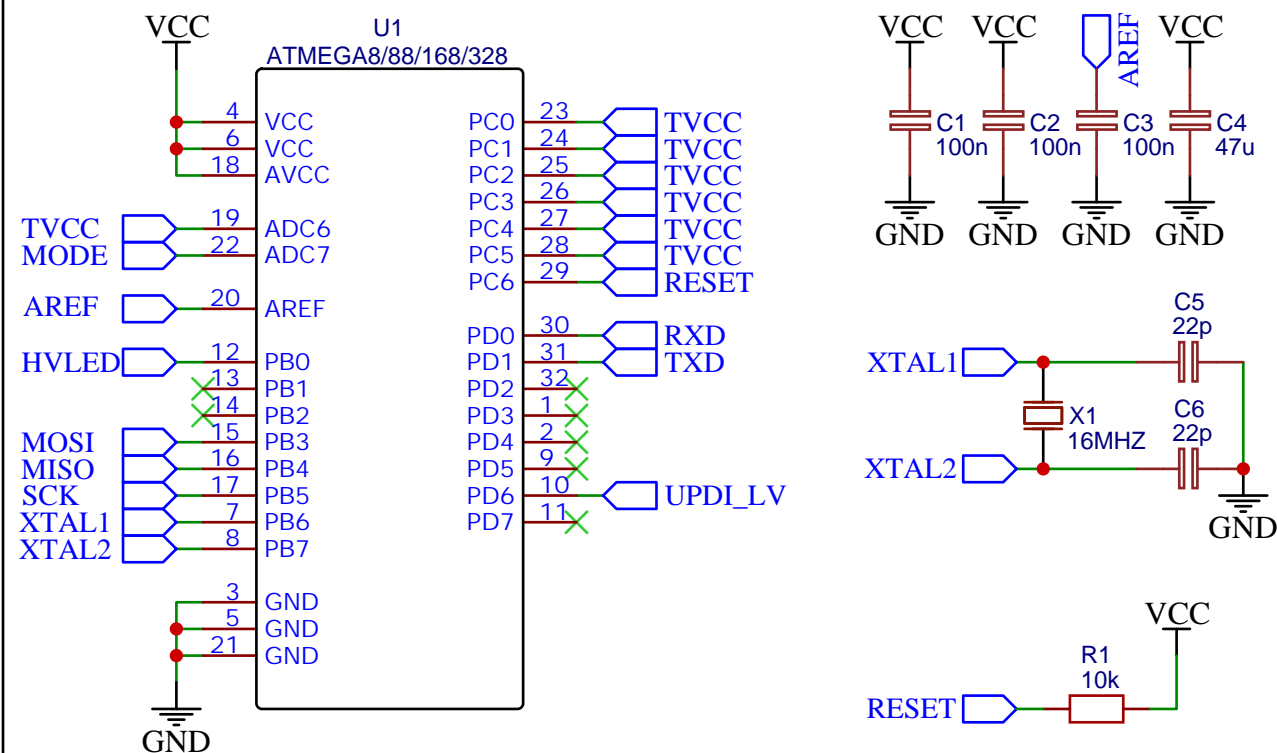 VCC
U1
ATMEGA8/88/168/328
4 VCC
6 VCC
18 AVCC
TVCC 19 ADC6
MODE 22 ADC7
AREF 20 AREF
HVLED 12 PB0
13 PB1
14 PB2
MOSI 15 PB3
MISO 16 PB4
SCK 17 PB5
XTAL1 7 PB6
XTAL2 8 PB7
3 GND
5 GND
21 GND
GND
PC0 23 TVCC
PC1 24 TVCC
PC2 25 TVCC
PC3 26 TVCC
PC4 27 TVCC
PC5 28 TVCC
PC6 29 RESET
PD0 30 RXD
PD1 31 TXD
PD2 32
PD3 1
PD4 2
PD5 9
PD6 10 UPDI_LV
PD7 11
VCC VCC AREF VCC
C1 C2 C3 C4
100n 100n 100n 47u
GND GND GND GND
C5
22p
XTAL1
X1
16MHZ
C6
22p
XTAL2
GND
VCC
R1
10k
RESET